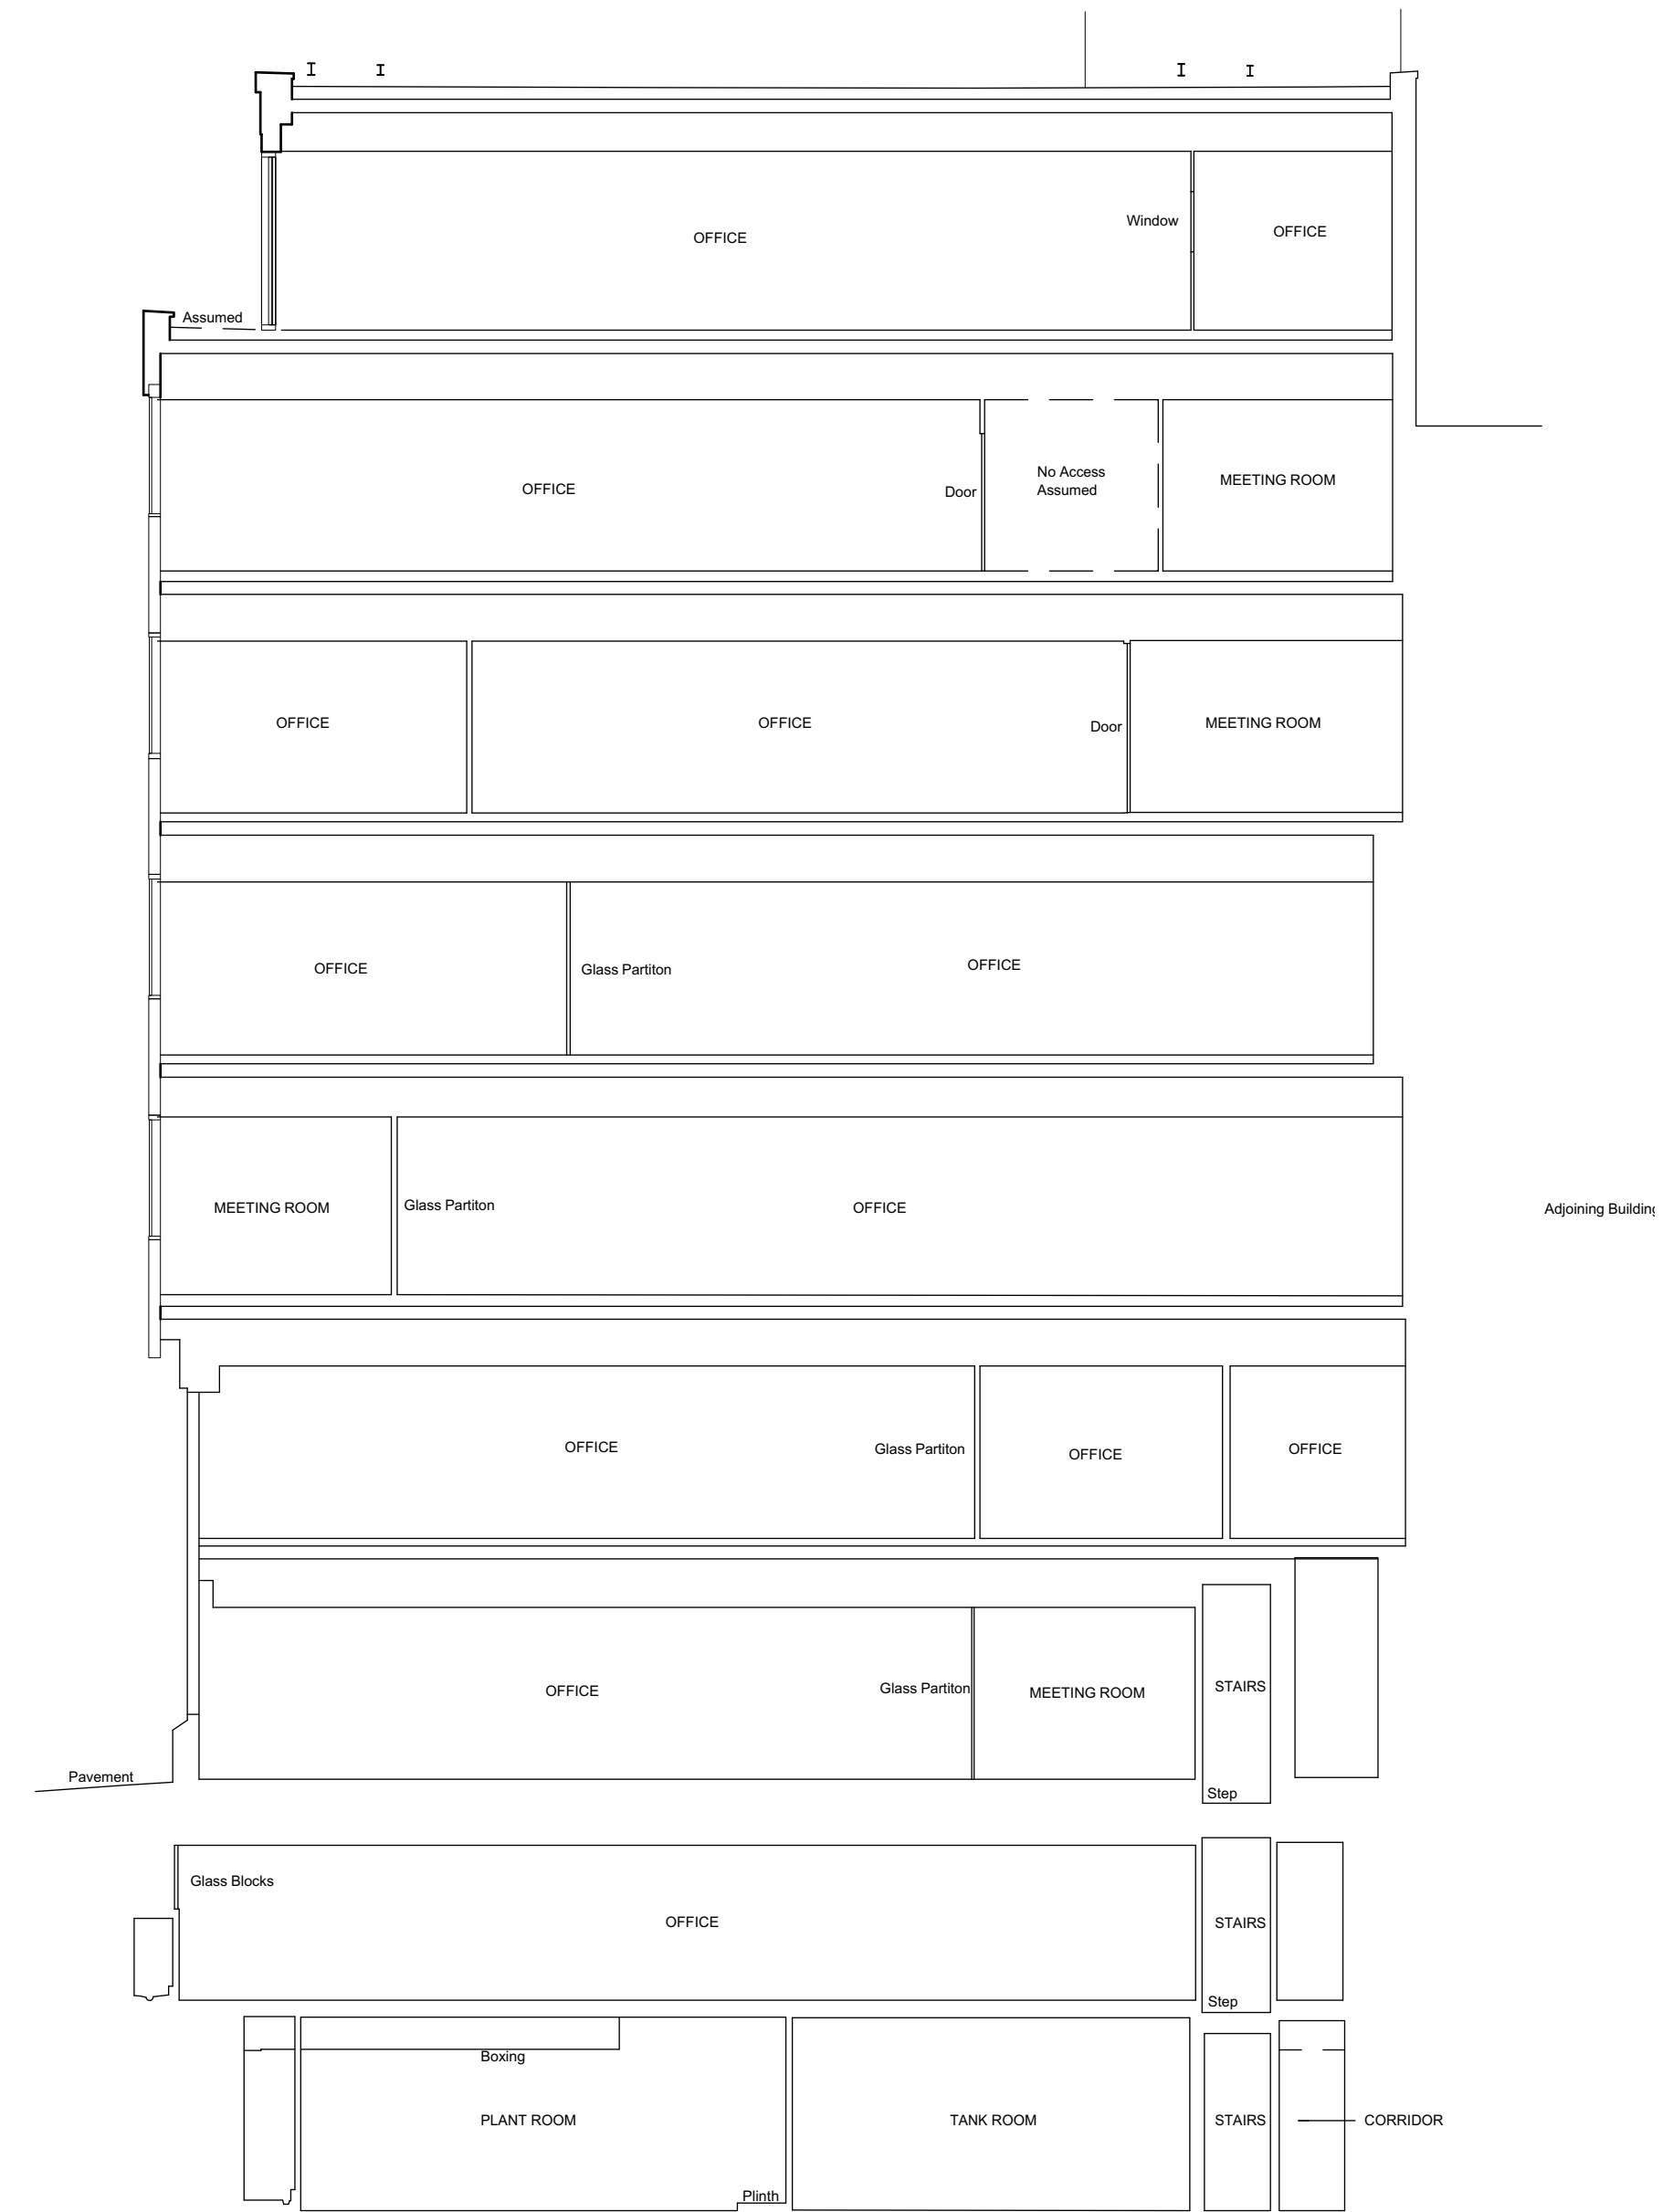 Window
OFFICE
OFFICE
Assumed
No Access
Assumed
MEETING ROOM
OFFICE
Door
OFFICE
OFFICE
Door
MEETING ROOM
OFFICE
Glass Partiton
OFFICE
MEETING ROOM
Glass Partiton
OFFICE
Adjoining Building
OFFICE
Glass Partiton
OFFICE
OFFICE
OFFICE
Glass Partiton
MEETING ROOM
STAIRS
Pavement
Step
Glass Blocks
OFFICE
STAIRS
Step
Boxing
PLANT ROOM
TANK ROOM
STAIRS
CORRIDOR
Plinth